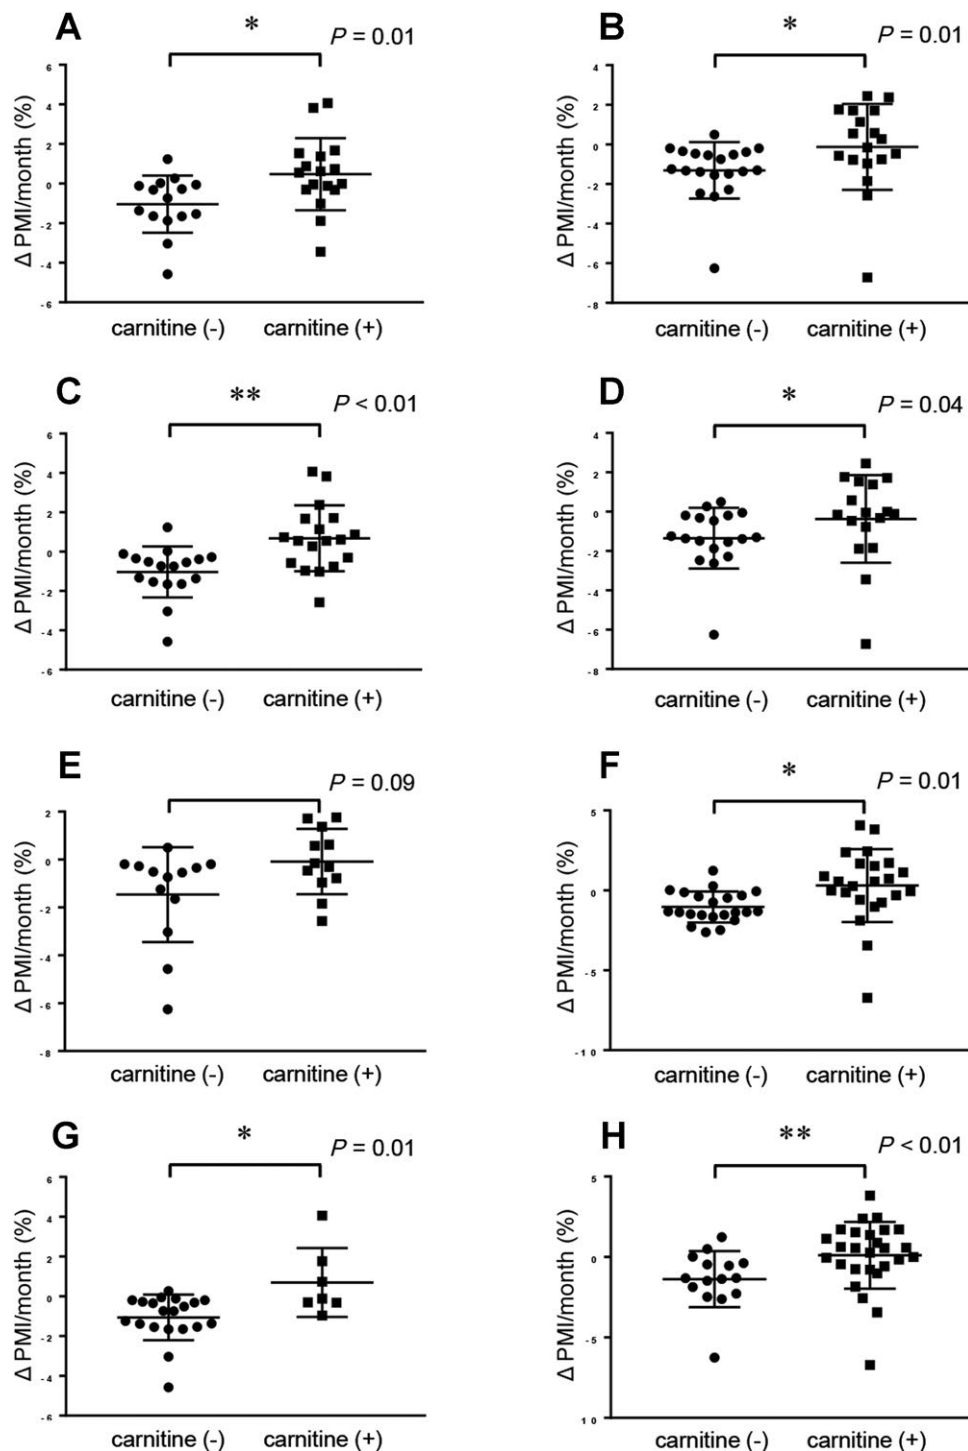 A
*
P = 0.01
Δ PMI/month (%)
6
4
2
0
-2
-4
-6
carnitine (-)
carnitine (+)
B
*
P = 0.01
Δ PMI/month (%)
4
2
0
-2
-4
-6
-8
carnitine (-)
carnitine (+)
C
**
P < 0.01
Δ PMI/month (%)
6
4
2
0
-2
-4
-6
carnitine (-)
carnitine (+)
D
*
P = 0.04
Δ PMI/month (%)
4
2
0
-2
-4
-6
-8
carnitine (-)
carnitine (+)
E
P = 0.09
Δ PMI/month (%)
2
0
-2
-4
-6
-8
carnitine (-)
carnitine (+)
F
*
P = 0.01
Δ PMI/month (%)
5
0
-5
-10
carnitine (-)
carnitine (+)
G
*
P = 0.01
Δ PMI/month (%)
6
4
2
0
-2
-4
-6
carnitine (-)
carnitine (+)
H
**
P < 0.01
Δ PMI/month (%)
5
0
-5
10
carnitine (-)
carnitine (+)